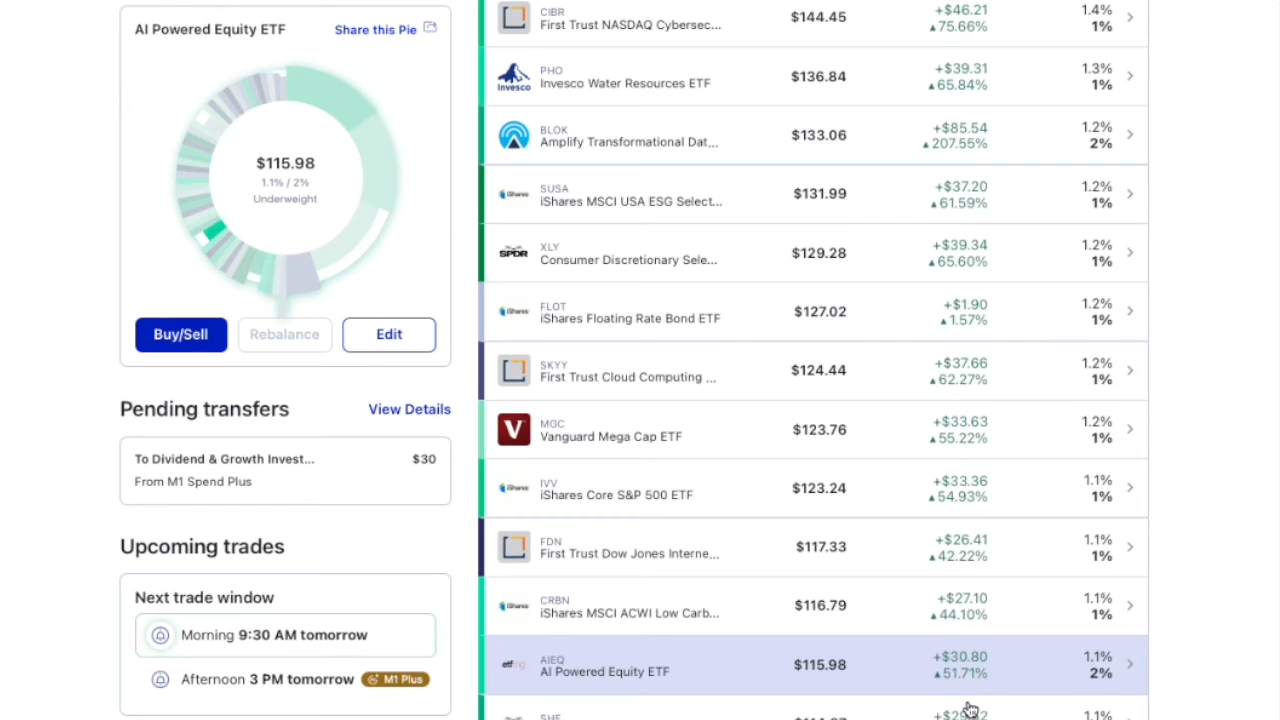 AI Powered Equity ETF
Share this Pie
$115.98
1.1% / 2%
Underweight
Buy/Sell
Rebalance
Edit
Pending transfers
View Details
To Dividend & Growth Invest...
$30
From M1 Spend Plus
Upcoming trades
Next trade window
Morning 9:30 AM tomorrow
Afternoon 3 PM tomorrow
M1 Plus
CIBR
First Trust NASDAQ Cybersec...
$144.45
+$46.21
▲75.66%
1.4%
1%
Invesco
PHO
Invesco Water Resources ETF
$136.84
+$39.31
▲65.84%
1.3%
1%
BLOK
Amplify Transformational Dat...
$133.06
+$85.54
▲207.55%
1.2%
2%
iShares
SUSA
iShares MSCI USA ESG Select...
$131.99
+$37.20
▲61.59%
1.2%
1%
SPDR
XLY
Consumer Discretionary Sele...
$129.28
+$39.34
▲65.60%
1.2%
1%
iShares
FLOT
iShares Floating Rate Bond ETF
$127.02
+$1.90
▲1.57%
1.2%
1%
SKYY
First Trust Cloud Computing ...
$124.44
+$37.66
▲62.27%
1.2%
1%
V
MGC
Vanguard Mega Cap ETF
$123.76
+$33.63
▲55.22%
1.2%
1%
iShares
IVV
iShares Core S&P 500 ETF
$123.24
+$33.36
▲54.93%
1.1%
1%
FDN
First Trust Dow Jones Interne...
$117.33
+$26.41
▲42.22%
1.1%
1%
iShares
CRBN
iShares MSCI ACWI Low Carb...
$116.79
+$27.10
▲44.10%
1.1%
1%
etfmg
AIEQ
AI Powered Equity ETF
$115.98
+$30.80
▲51.71%
1.1%
2%
1.1%